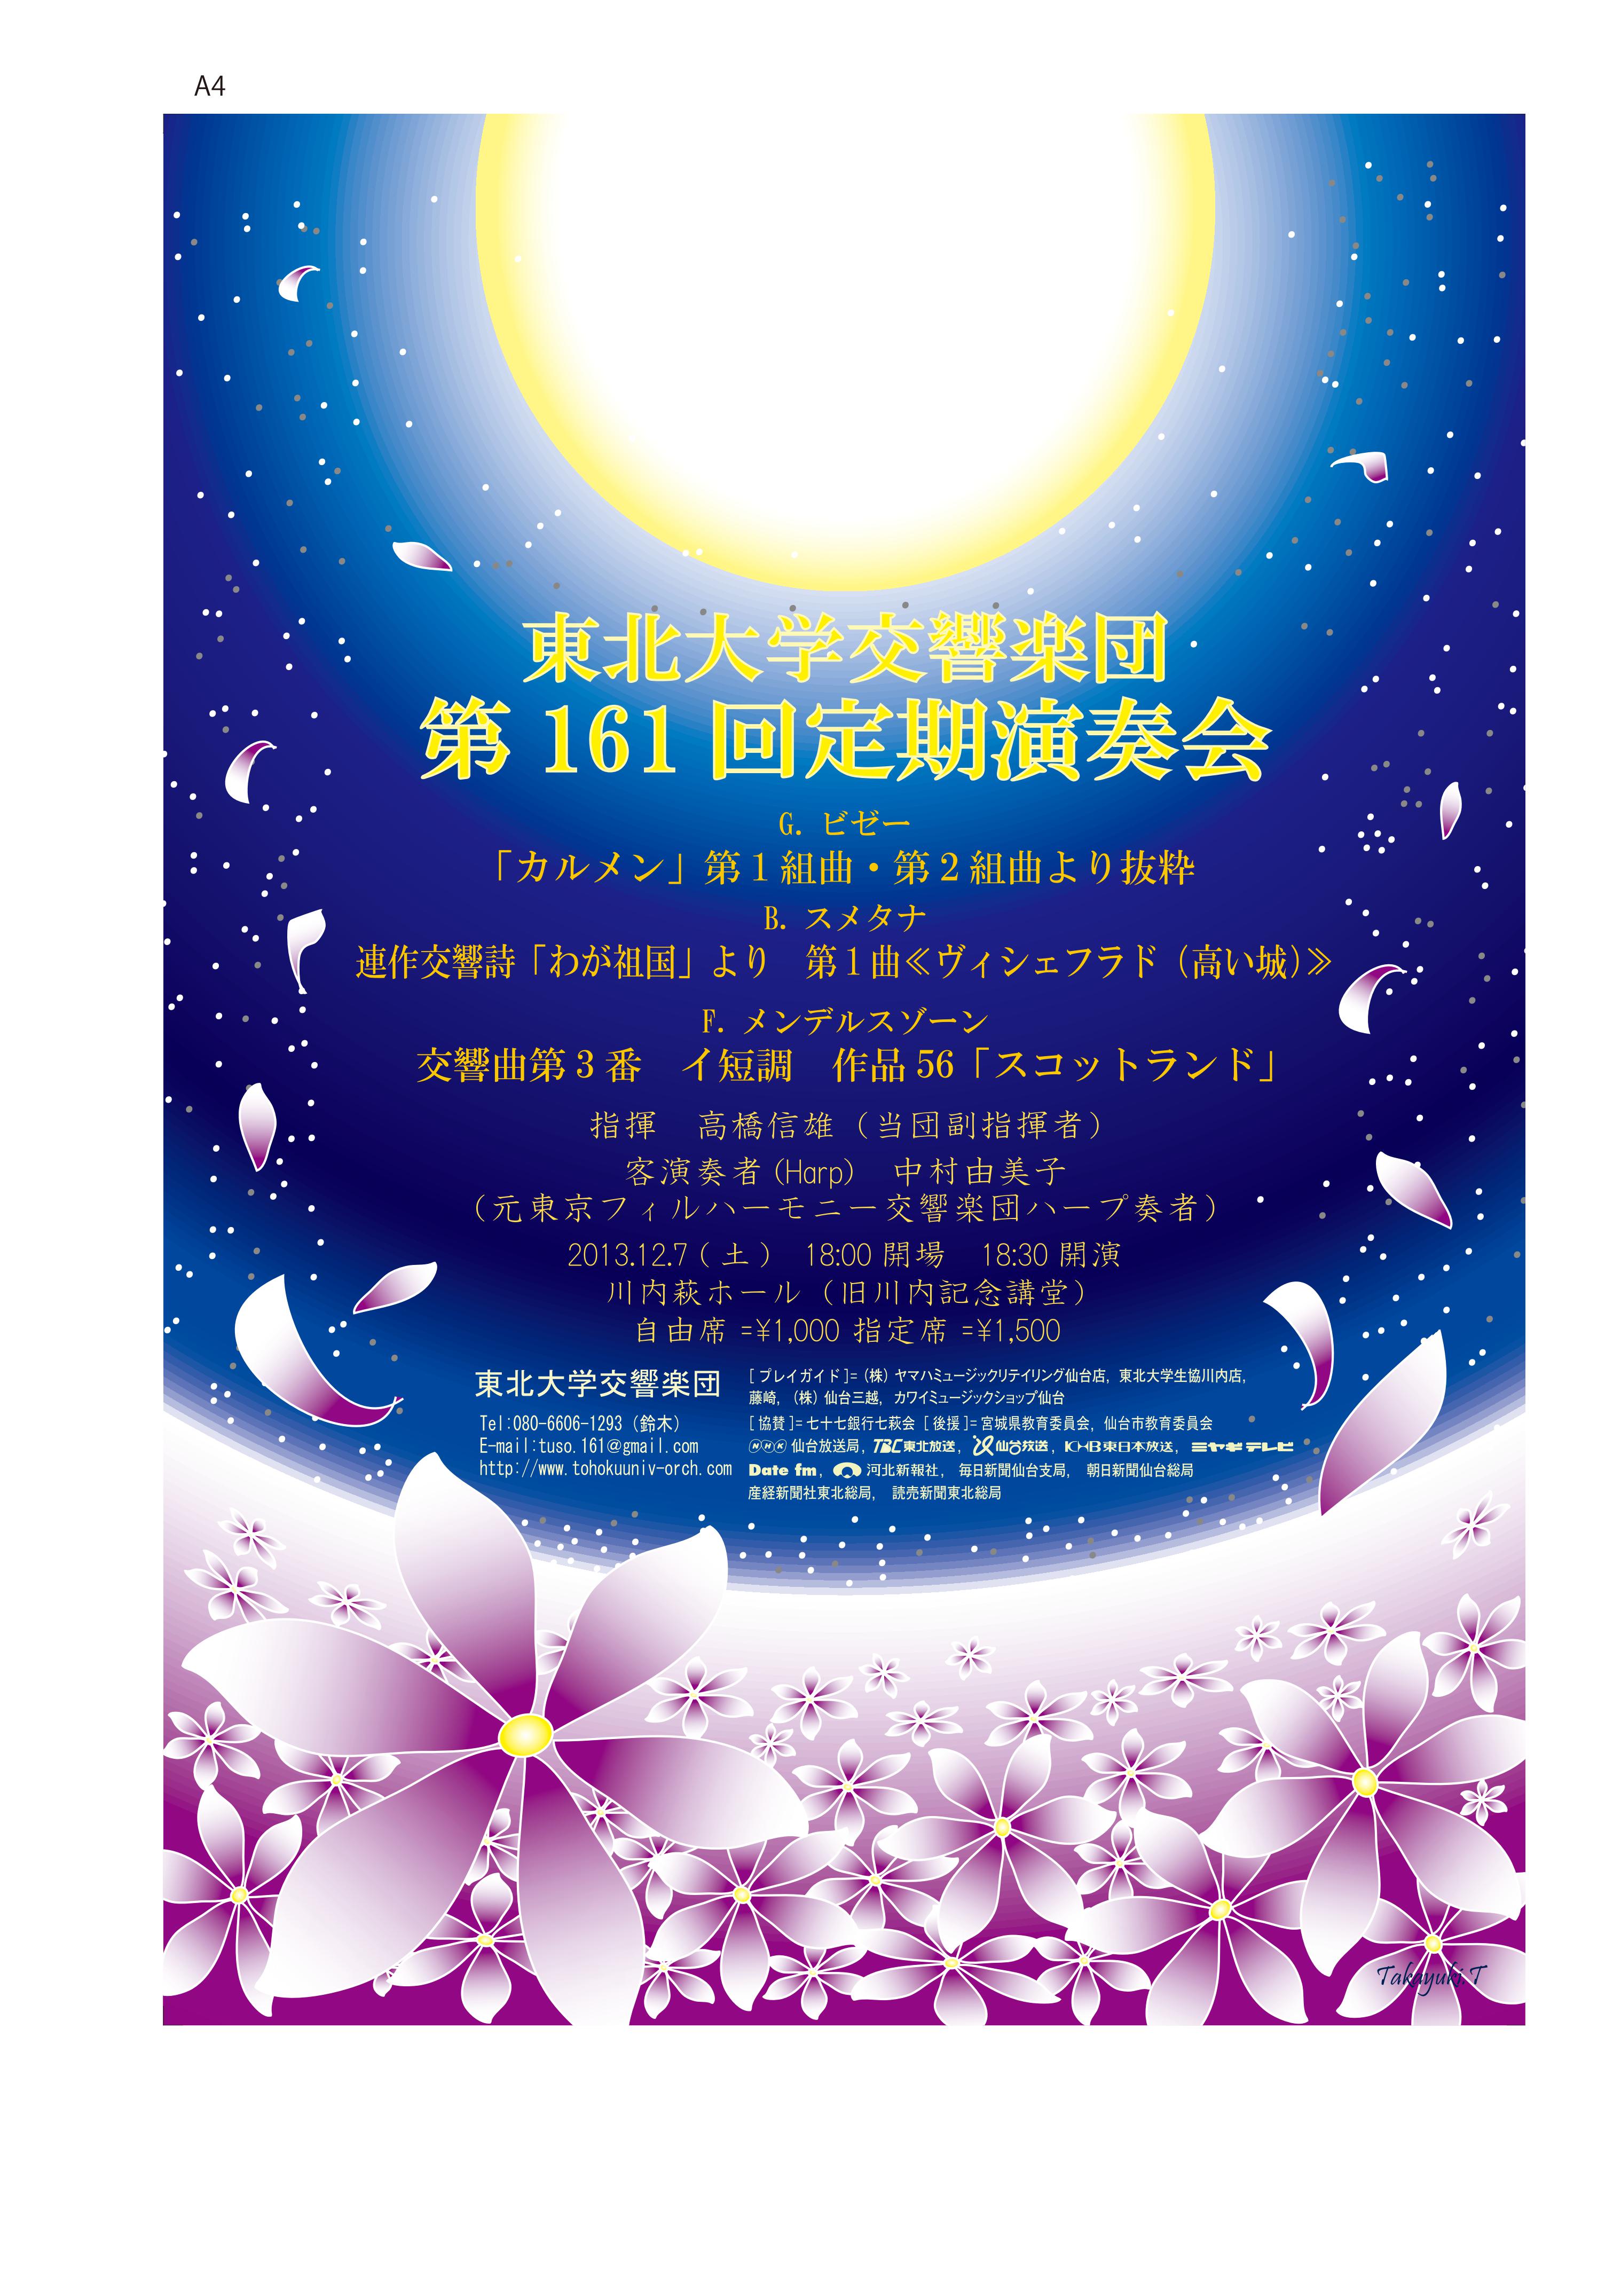 A4
東北大学交響楽団
第 161 回定期演奏会
G. ビゼー
「カルメン」第 1 組曲・第 2 組曲より抜粋
B. スメタナ
連作交響詩「わが祖国」より　第 1 曲≪ヴィシェフラド（高い城）≫
F. メンデルスゾーン
交響曲第 3 番　イ短調　作品 56「スコットランド」
指揮　高橋信雄（当団副指揮者）
客演奏者 (Harp)　中村由美子
（元東京フィルハーモニー交響楽団ハープ奏者）
2013.12.7（土）　18:00 開場　18:30 開演
川内萩ホール（旧川内記念講堂）
自由席 =¥1,000 指定席 =¥1,500
東北大学交響楽団
Tel:080-6606-1293（鈴木）
E-mail:tuso.161@gmail.com
http://www.tohokuuniv-orch.com
[ プレイガイド ]=（株）ヤマハミュージックリテイリング仙台店，東北大学生協川内店，
藤崎，（株）仙台三越，カワイミュージックショップ仙台
[ 協賛 ]= 七十七銀行七萩会 [ 後援 ]= 宮城県教育委員会，仙台市教育委員会
NHK 仙台放送局，TBC東北放送，仙台放送，KHB東日本放送，ミヤギテレビ
Date fm，河北新報社，毎日新聞仙台支局，朝日新聞仙台総局
産経新聞社東北総局，読売新聞東北総局
Takayuki.T